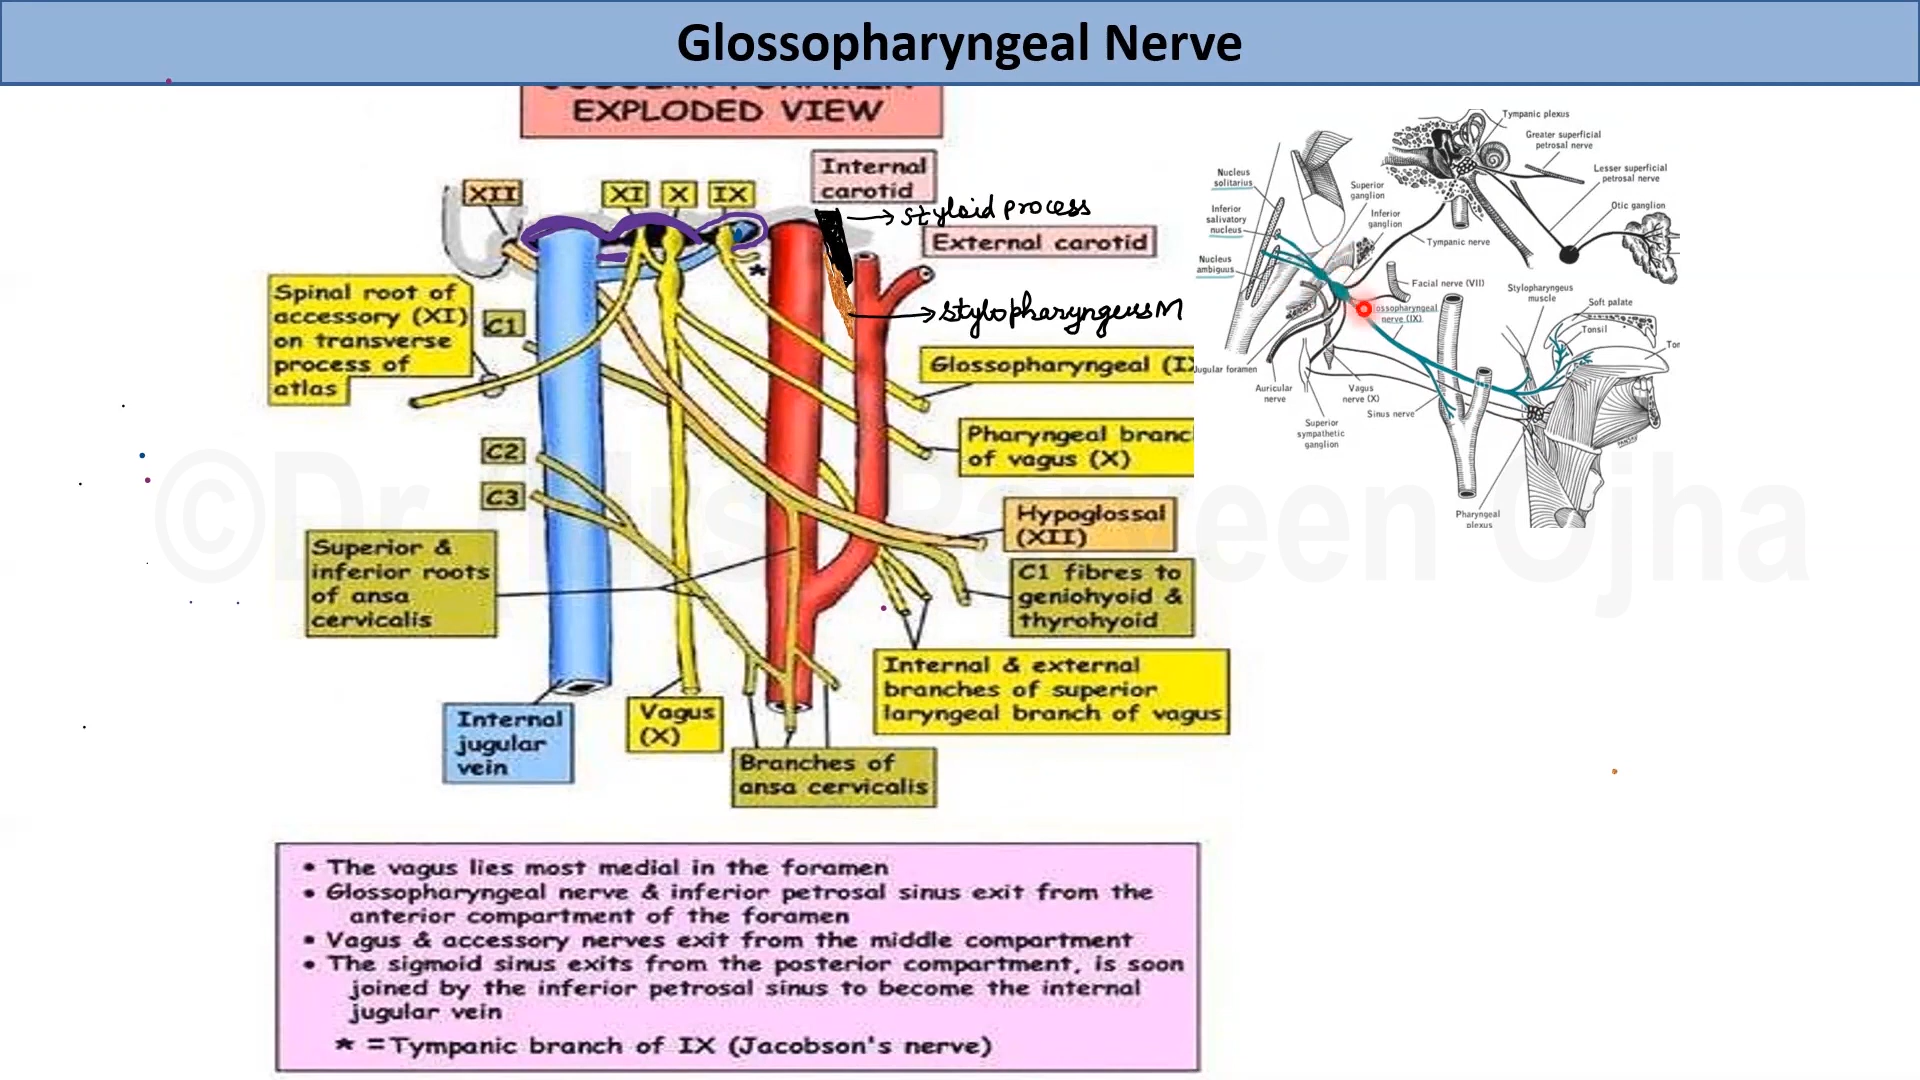 Glossopharyngeal Nerve
EXPLODED VIEW
Internal
carotid
XII
XI
X
IX
styloid process
External carotid
*
Spinal root of
accessory (XI)
on transverse
process of
atlas
C1
stylopharyngeus M
Glossopharyngeal (I
C2
Pharyngeal branc
of vagus (X)
C3
Hypoglossal
(XII)
Superior &
inferior roots
of ansa
cervicalis
C1 fibres to
geniohyoid &
thyrohyoid
Internal & external
branches of superior
laryngeal branch of vagus
Internal
jugular
vein
Vagus
(X)
Branches of
ansa cervicalis
• The vagus lies most medial in the foramen
• Glossopharyngeal nerve & inferior petrosal sinus exit from the
anterior compartment of the foramen
• Vagus & accessory nerves exit from the middle compartment
• The sigmoid sinus exits from the posterior compartment, is soon
joined by the inferior petrosal sinus to become the internal
jugular vein
* =Tympanic branch of IX (Jacobson's nerve)
Tympanic plexus
Greater superficial
petrosal nerve
Lesser superficial
petrosal nerve
Otic ganglion
Nucleus
solitarius
Superior
ganglion
Inferior
salivatory
nucleus
Inferior
ganglion
Tympanic nerve
Nucleus
ambiguus
Facial nerve (VII)
Stylopharyngeus
muscle
Soft palate
Tonsil
ossopharyngeal
nerve (IX)
Jugular foramen
Auricular
nerve
Vagus
nerve (X)
Sinus nerve
Superior
sympathetic
ganglion
Pharyngeal
plexus
Ojha